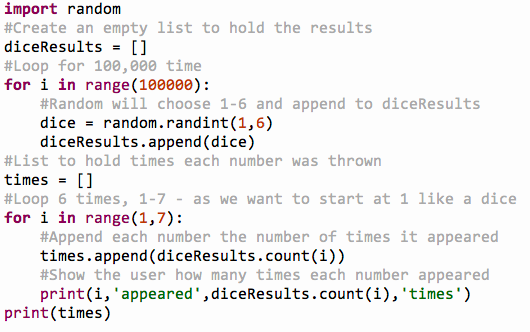 import random
#Create an empty list to hold the results
diceResults = []
#Loop for 100,000 time
for i in range(100000):
    #Random will choose 1-6 and append to diceResults
    dice = random.randint(1,6)
    diceResults.append(dice)
#List to hold times each number was thrown
times = []
#Loop 6 times, 1-7 - as we want to start at 1 like a dice
for i in range(1,7):
    #Append each number the number of times it appeared
    times.append(diceResults.count(i))
    #Show the user how many times each number appeared
    print(i,'appeared',diceResults.count(i),'times')
print(times)